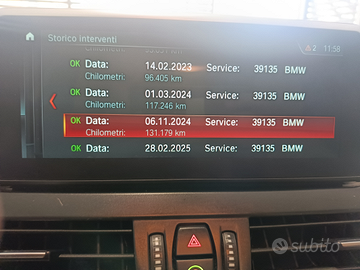 Storico interventi
2 11:58
OK Data: 14.02.2023 Service: 39135 BMW
Chilometri: 96.405 km
OK Data: 01.03.2024 Service: 39135 BMW
Chilometri: 117.246 km
OK Data: 06.11.2024 Service: 39135 BMW
Chilometri: 131.179 km
OK Data: 28.02.2025 Service: 39135 BMW
subito